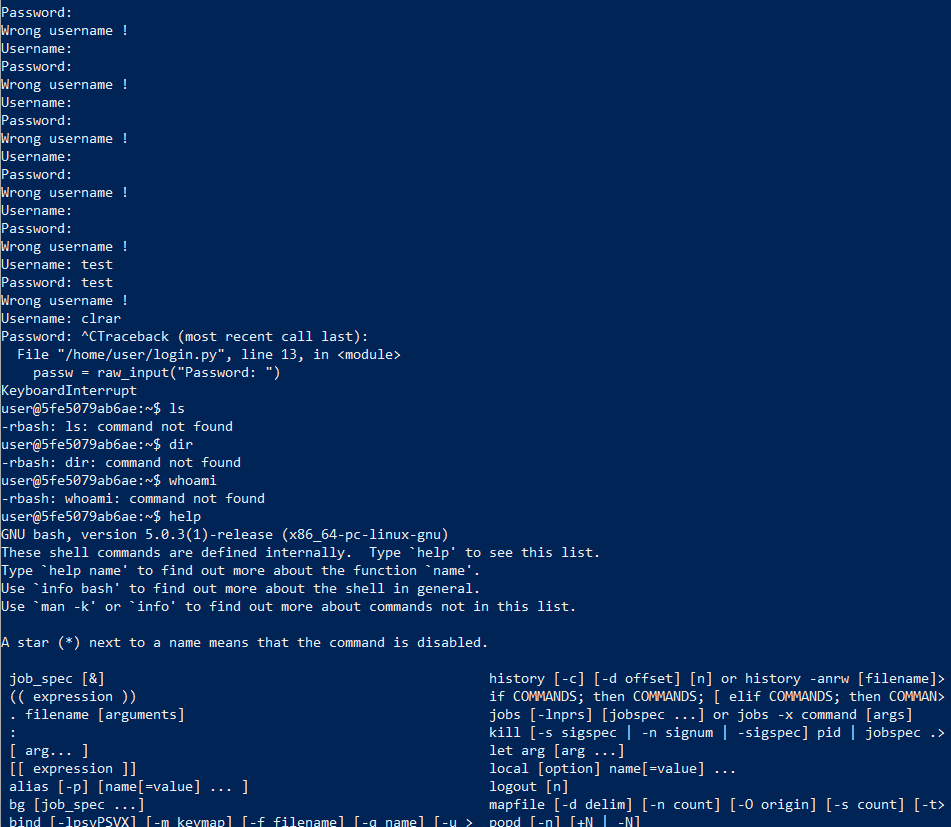 Password:
Wrong username !
Username:
Password:
Wrong username !
Username:
Password:
Wrong username !
Username:
Password:
Wrong username !
Username:
Password:
Wrong username !
Username: test
Password: test
Wrong username !
Username: clrar
Password: ^CTraceback (most recent call last):
  File "/home/user/login.py", line 13, in <module>
    passw = raw_input("Password: ")
KeyboardInterrupt
user@5fe5079ab6ae:~$ ls
-rbash: ls: command not found
user@5fe5079ab6ae:~$ dir
-rbash: dir: command not found
user@5fe5079ab6ae:~$ whoami
-rbash: whoami: command not found
user@5fe5079ab6ae:~$ help
GNU bash, version 5.0.3(1)-release (x86_64-pc-linux-gnu)
These shell commands are defined internally.  Type `help' to see this list.
Type `help name' to find out more about the function `name'.
Use `info bash' to find out more about the shell in general.
Use `man -k' or `info' to find out more about commands not in this list.

A star (*) next to a name means that the command is disabled.

 job_spec [&]                                               history [-c] [-d offset] [n] or history -anrw [filename]>
 (( expression ))                                           if COMMANDS; then COMMANDS; [ elif COMMANDS; then COMMAN>
 . filename [arguments]                                     jobs [-lnprs] [jobspec ...] or jobs -x command [args]
 :                                                          kill [-s sigspec | -n signum | -sigspec] pid | jobspec .>
 [ arg... ]                                                 let arg [arg ...]
 [[ expression ]]                                           local [option] name[=value] ...
 alias [-p] [name[=value] ... ]                             logout [n]
 bg [job_spec ...]                                          mapfile [-d delim] [-n count] [-O origin] [-s count] [-t>
 bind [-lpsvPSVX] [-m keymap] [-f filename] [-q name] [-u >  popd [-n] [+N | -N]